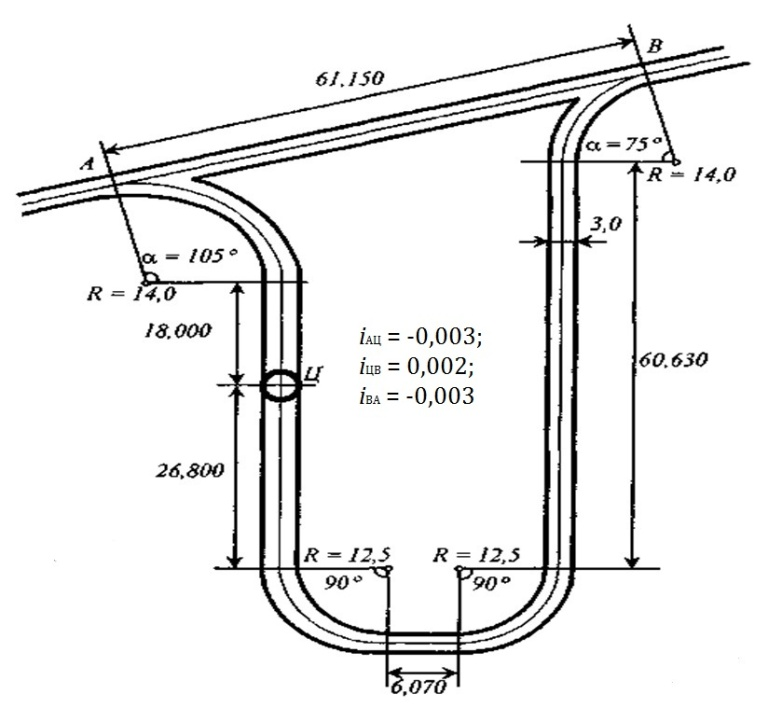 B
61,150
A
α = 75°
R = 14,0
3,0
α = 105°
R = 14,0
18,000
Ц
iАЦ = -0,003;
iЦВ = 0,002;
iВА = -0,003
60.630
26,800
R = 12,5
90°
R = 12,5
90°
6,070